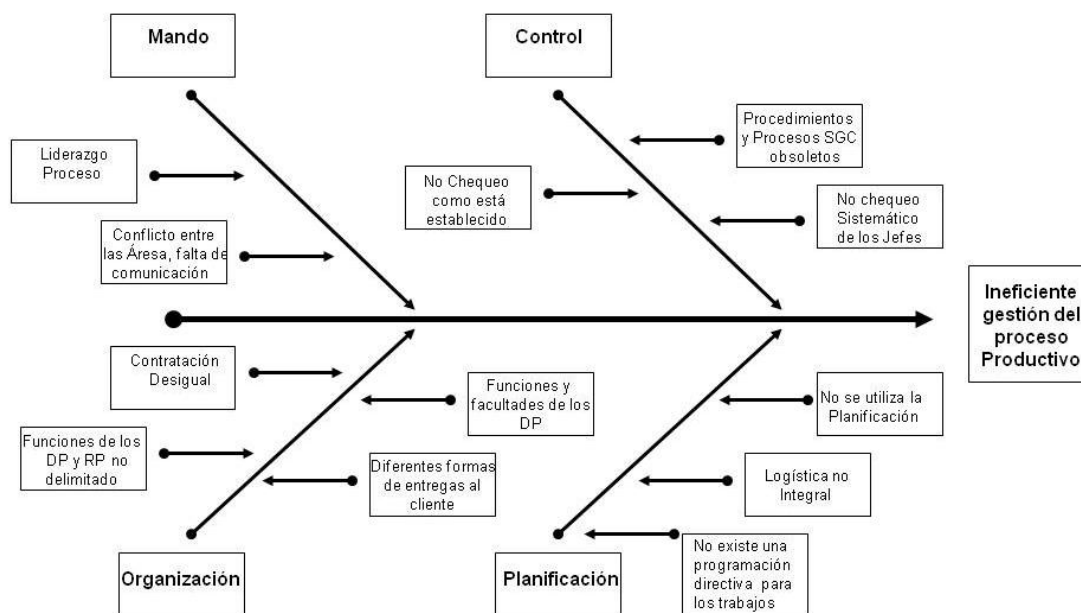 Mando
Control
Liderazgo
Proceso
Conflicto entre
las Áresa, falta de
comunicación
Procedimientos
y Procesos SGC
obsoletos
No Chequeo
como está
establecido
No chequeo
Sistemático
de los Jefes
Ineficiente
gestión del
proceso
Productivo
Contratación
Desigual
Funciones y
facultades de los
DP
Funciones de los
DP y RP no
delimitado
Diferentes formas
de entregas al
cliente
No se utiliza la
Planificación
Logística no
Integral
No existe una
programación
directiva para
los trabajos
Organización
Planificación